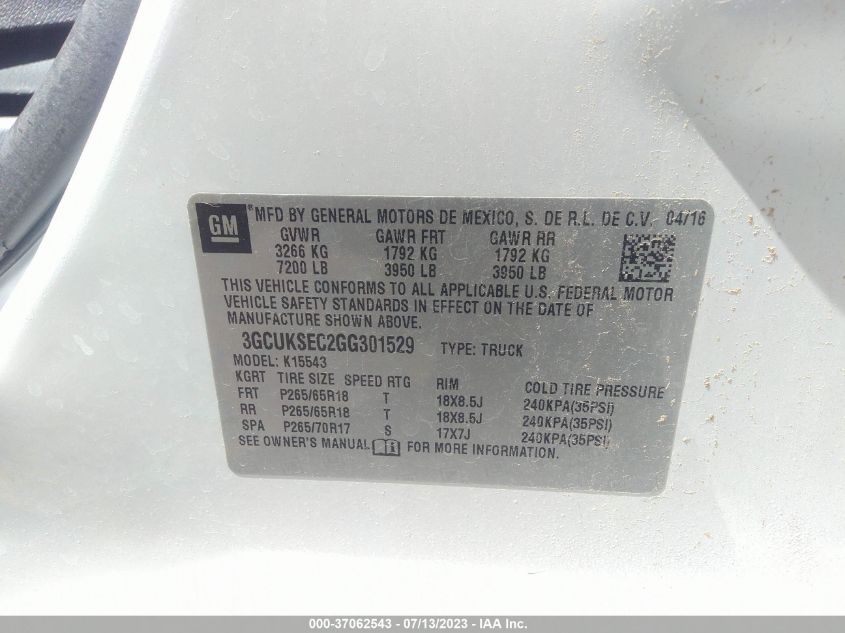 GM ®MFD BY GENERAL MOTORS DE MEXICO, S. DE R.L. DE C.V. 04/16
GVWR GAWR FRT GAWR RR
3266 KG 1792 KG 1792 KG
7200 LB 3950 LB 3950 LB
THIS VEHICLE CONFORMS TO ALL APPLICABLE U.S. FEDERAL MOTOR
VEHICLE SAFETY STANDARDS IN EFFECT ON THE DATE OF
MANUFACTURE SHOWN ABOVE.
3GCUKSEC2GG301529 TYPE: TRUCK
MODEL: K15543
KGRT TIRE SIZE SPEED RTG RIM COLD TIRE PRESSURE
FRT P265/65R18 T 18X8.5J 240KPA(35PSI)
RR P265/65R18 T 18X8.5J 240KPA(35PSI)
SPA P265/70R17 S 17X7J 240KPA(35PSI)
SEE OWNER'S MANUAL FOR MORE INFORMATION.
000-37062543 - 07/13/2023 - IAA Inc.